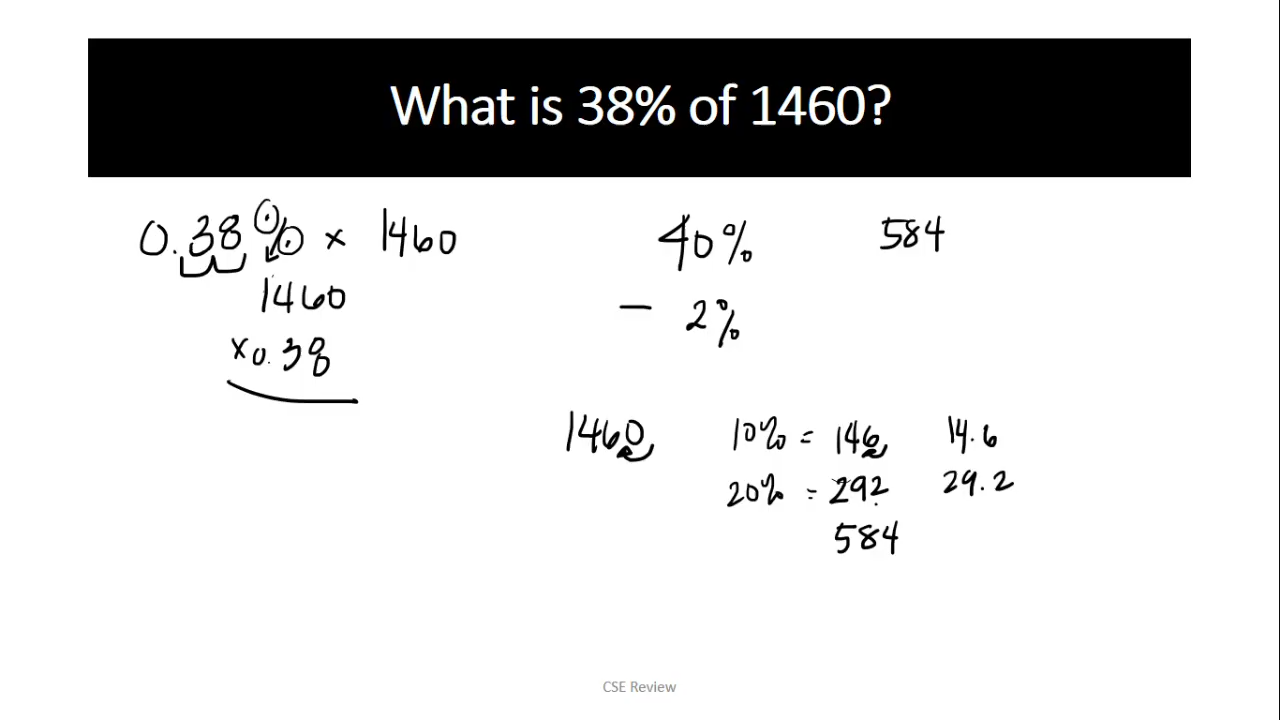 What is 38% of 1460?
0.38% × 1460
1460
×0.38
40% 584
- 2%
1460 10% = 146 14.6
20% = 292 29.2
584
CSE Review